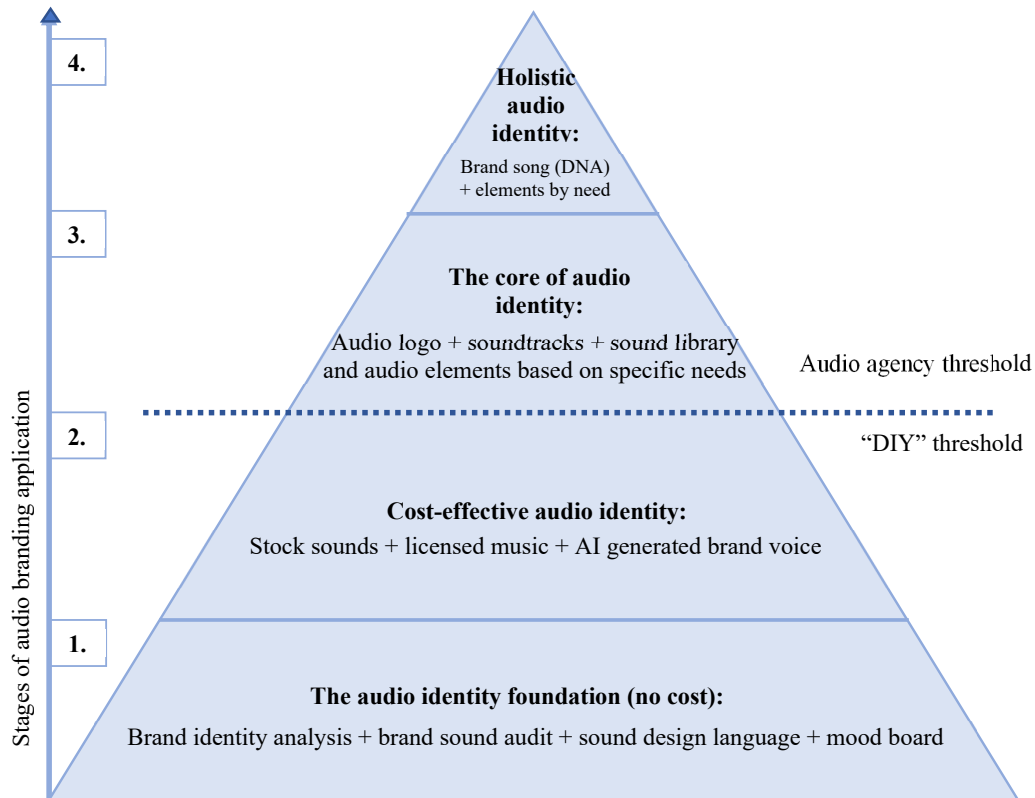 4.
Holistic
audio
identity:
Brand song (DNA)
+ elements by need
3.
The core of audio
identity:
Audio logo + soundtracks + sound library
and audio elements based on specific needs
Audio agency threshold
2.
“DIY” threshold
Cost-effective audio identity:
Stock sounds + licensed music + AI generated brand voice
1.
The audio identity foundation (no cost):
Brand identity analysis + brand sound audit + sound design language + mood board
Stages of audio branding application